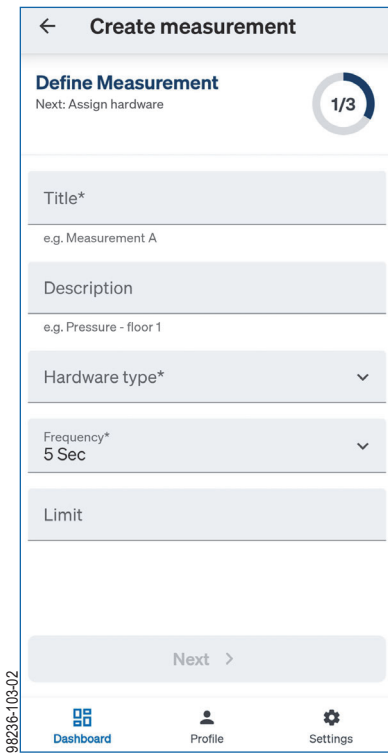 Create measurement
Define Measurement
Next: Assign hardware
1/3
Title*
e.g. Measurement A
Description
e.g. Pressure - floor 1
Hardware type*
Frequency*
5 Sec
Limit
Next
Dashboard Profile Settings
98236-103-02